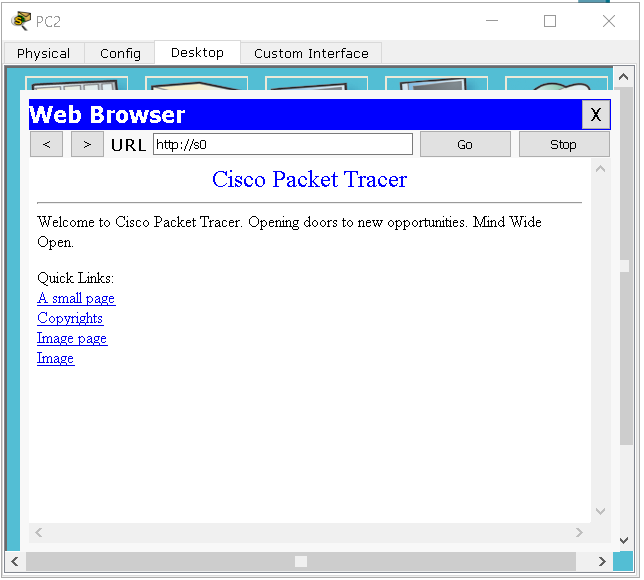 PC2
Physical Config Desktop Custom Interface
Web Browser X
< > URL http://s0 Go Stop
Cisco Packet Tracer
Welcome to Cisco Packet Tracer. Opening doors to new opportunities. Mind Wide
Open.
Quick Links:
A small page
Copyrights
Image page
Image